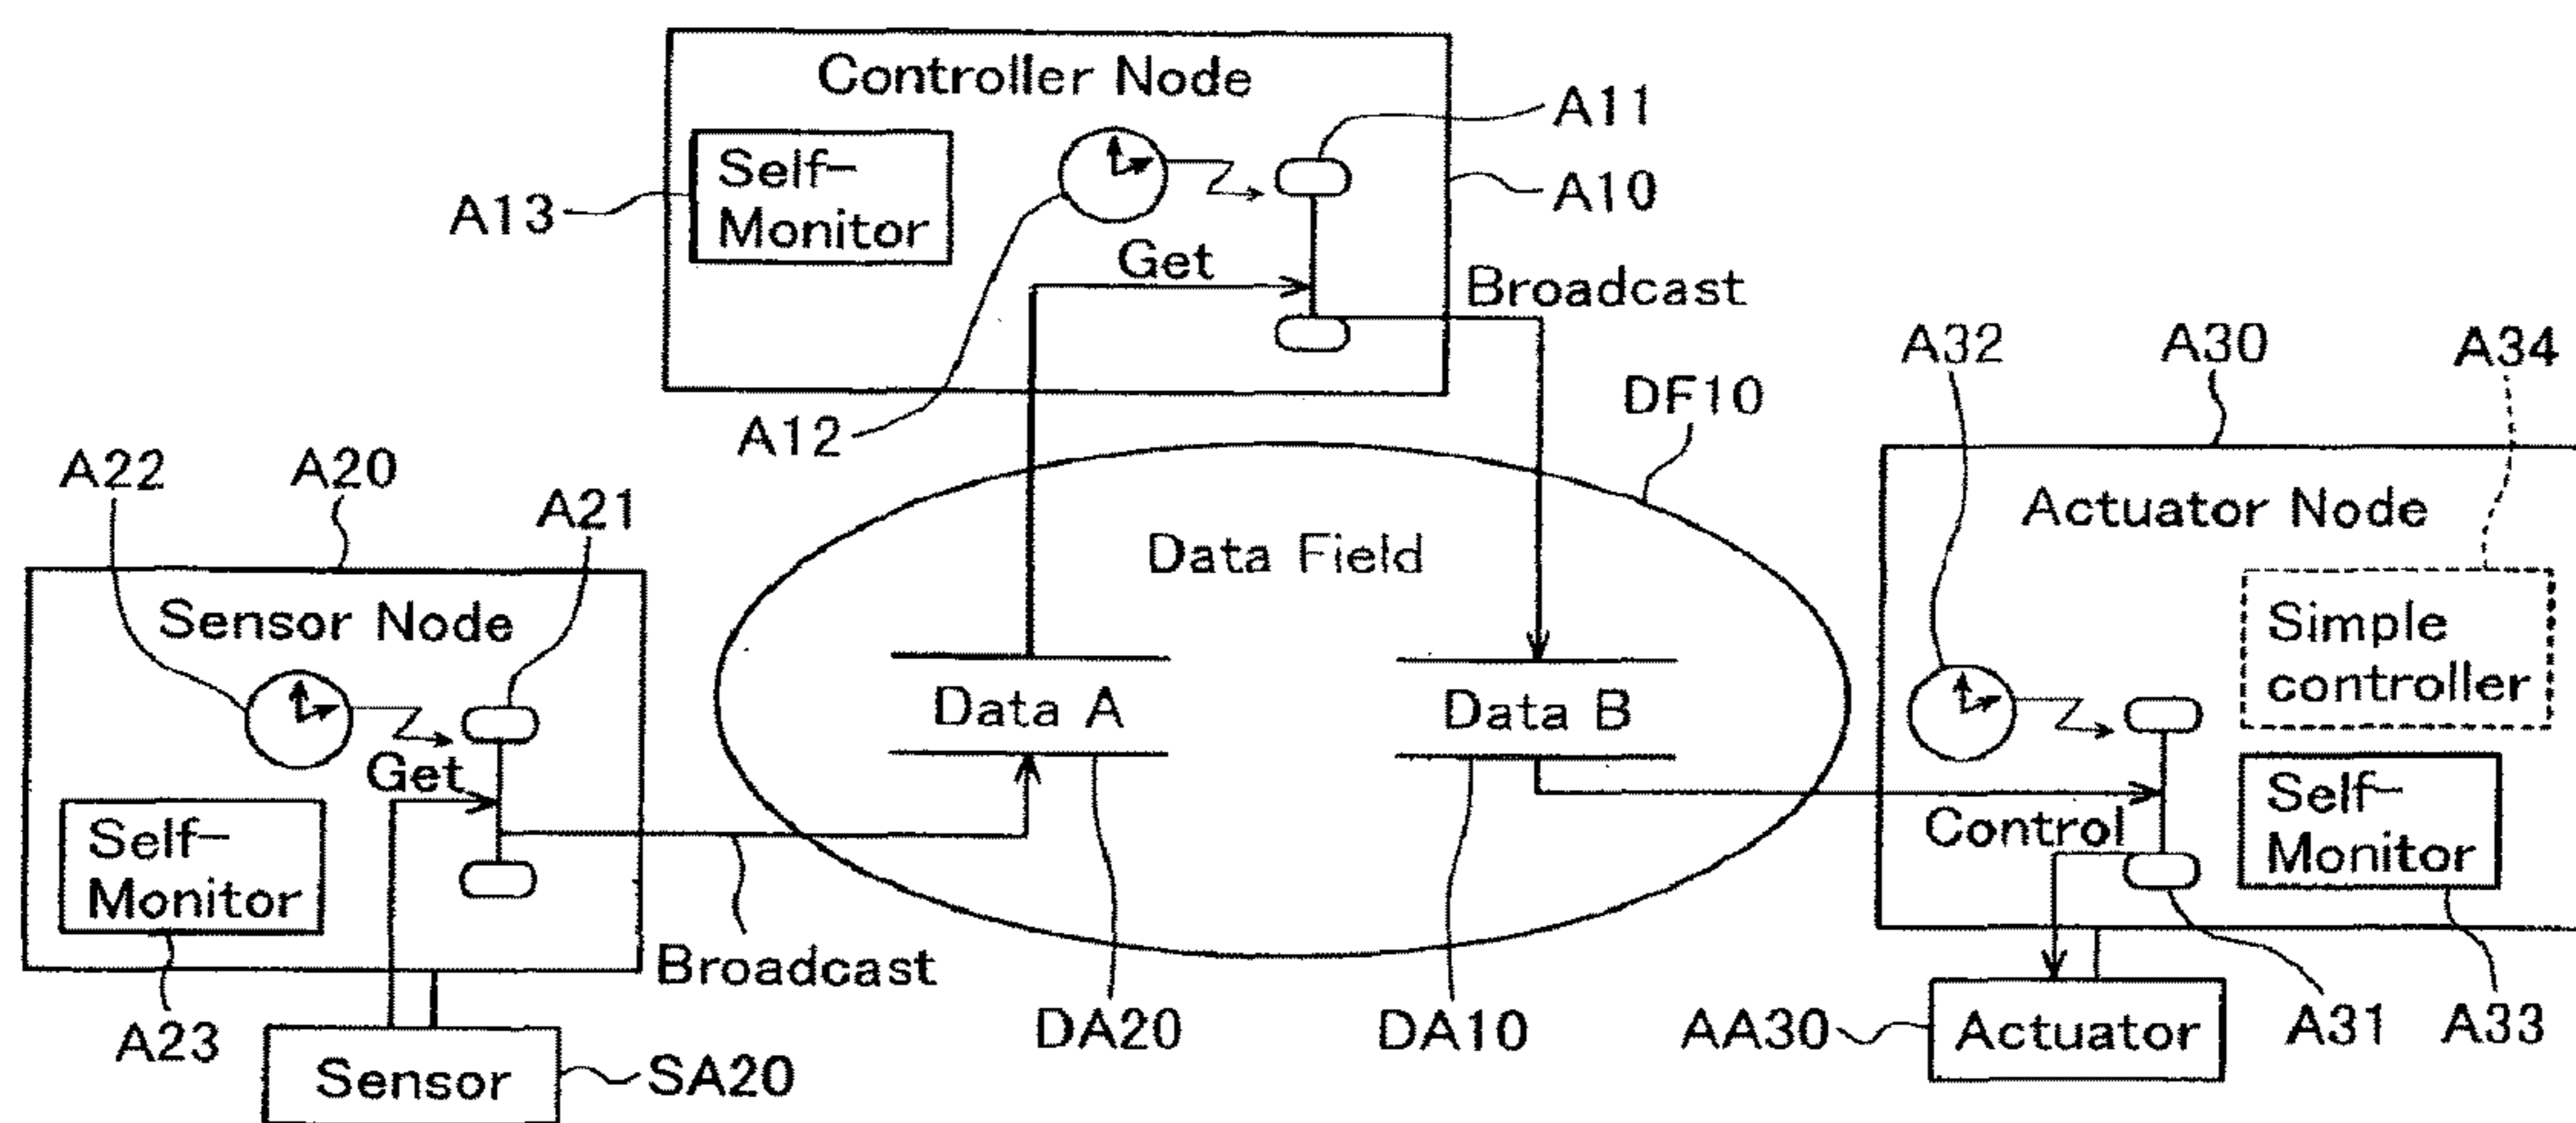 Controller Node
A11
Self-
Monitor
A10
A13
Get
Broadcast
A12
DF10
A32
A30
A34
A22
A20
A21
Data Field
Actuator Node
Sensor Node
Simple
controller
Data A
Data B
Get
Self-
Monitor
Self-
Monitor
Control
Broadcast
A23
DA20
DA10
AA30
Actuator
A31
A33
Sensor
SA20